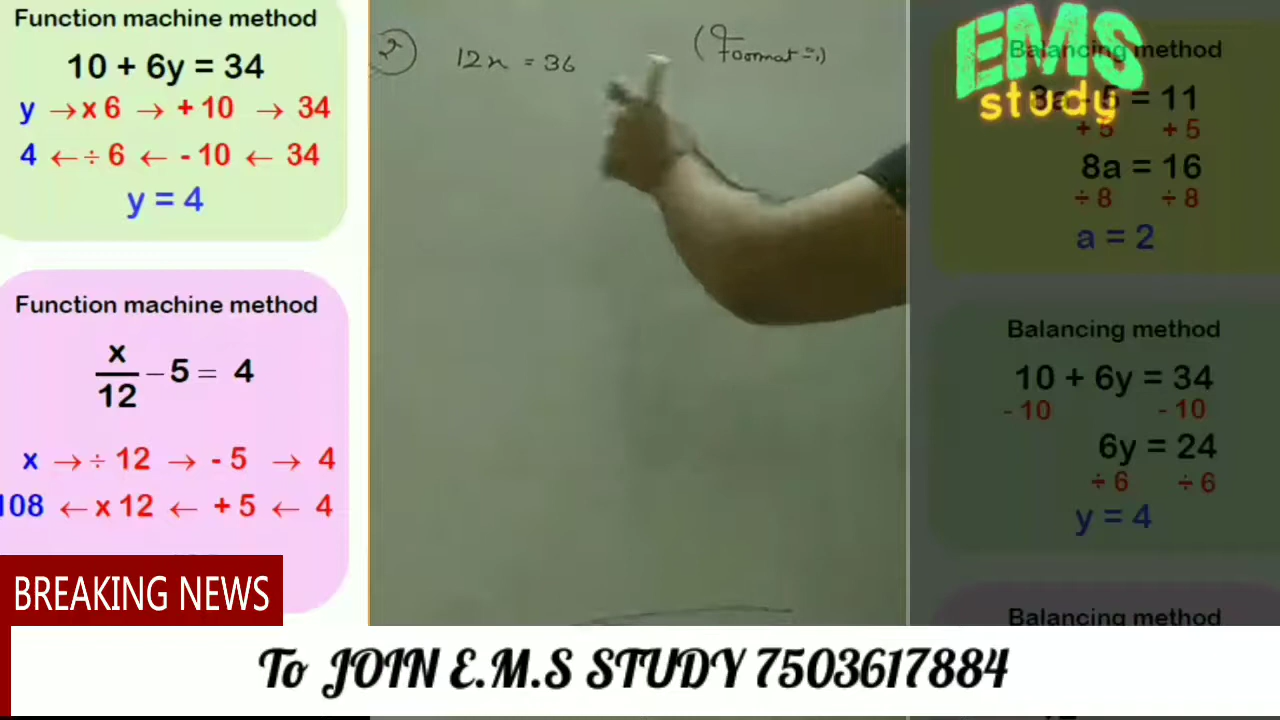 Function machine method
10 + 6y = 34
y → x 6 → + 10 → 34
4 ← ÷ 6 ← - 10 ← 34
y = 4
Function machine method
x
12
– 5 = 4
x → ÷ 12 → - 5 → 4
108 ← x 12 ← + 5 ← 4
2
12x = 36
(Format =:)
EMS
study
Balancing method
= 11
+ 5 + 5
8a = 16
÷ 8 ÷ 8
a = 2
Balancing method
10 + 6y = 34
- 10 - 10
6y = 24
÷ 6 ÷ 6
y = 4
Balancing method
BREAKING NEWS
To JOIN E.M.S STUDY 7503617884